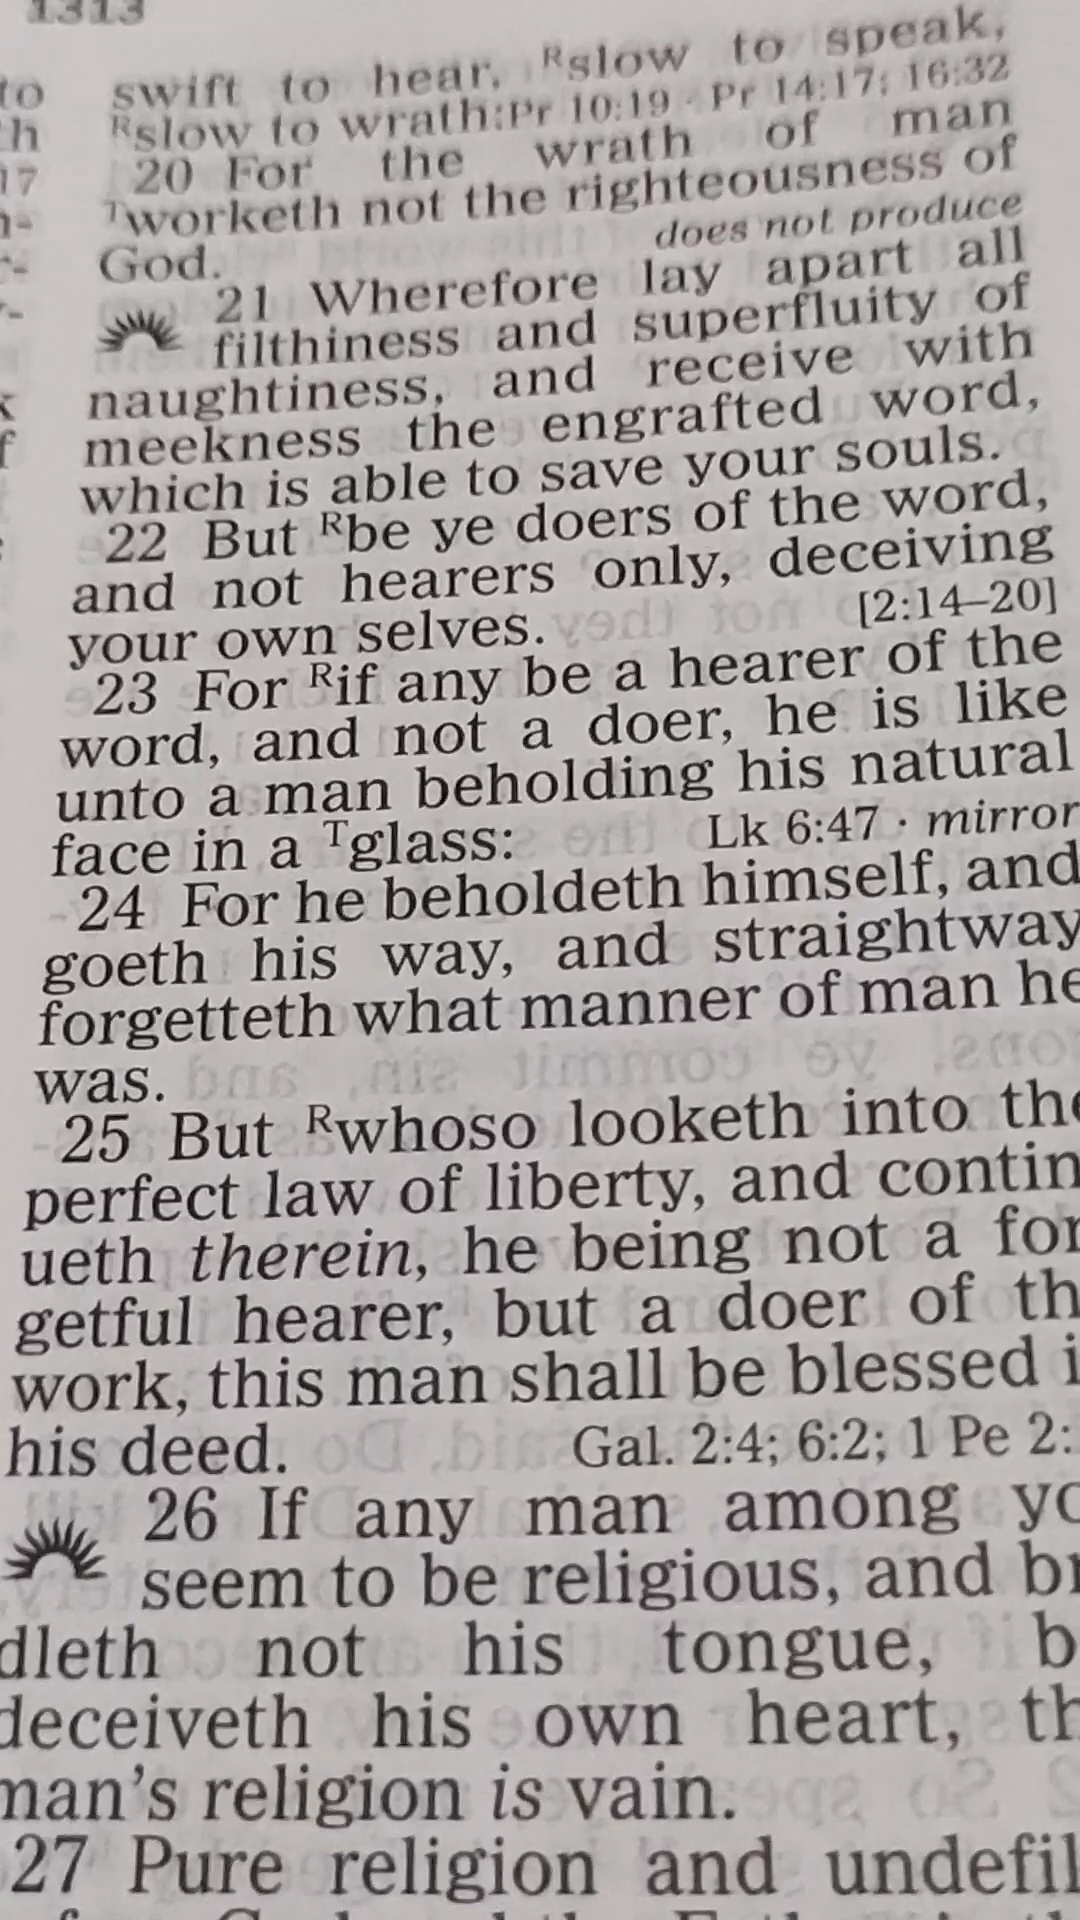 1313
swift to hear, Rslow to speak,
Rslow to wrath: Pr 10:19 · Pr 14:17; 16:32
20 For the wrath of man
Tworketh not the righteousness of
God. does not produce
21 Wherefore lay apart all
filthiness and superfluity of
naughtiness, and receive with
meekness the engrafted word,
which is able to save your souls.
22 But Rbe ye doers of the word,
and not hearers only, deceiving
your own selves. [2:14–20]
23 For Rif any be a hearer of the
word, and not a doer, he is like
unto a man beholding his natural
face in a Tglass: Lk 6:47 · mirror
24 For he beholdeth himself, and
goeth his way, and straightway
forgetteth what manner of man he
was.
25 But Rwhoso looketh into the
perfect law of liberty, and contin
ueth therein, he being not a for
getful hearer, but a doer of th
work, this man shall be blessed i
his deed. Gal. 2:4; 6:2; 1 Pe 2:
26 If any man among yo
seem to be religious, and br
dleth not his tongue, b
deceiveth his own heart, th
man's religion is vain.
27 Pure religion and undefil